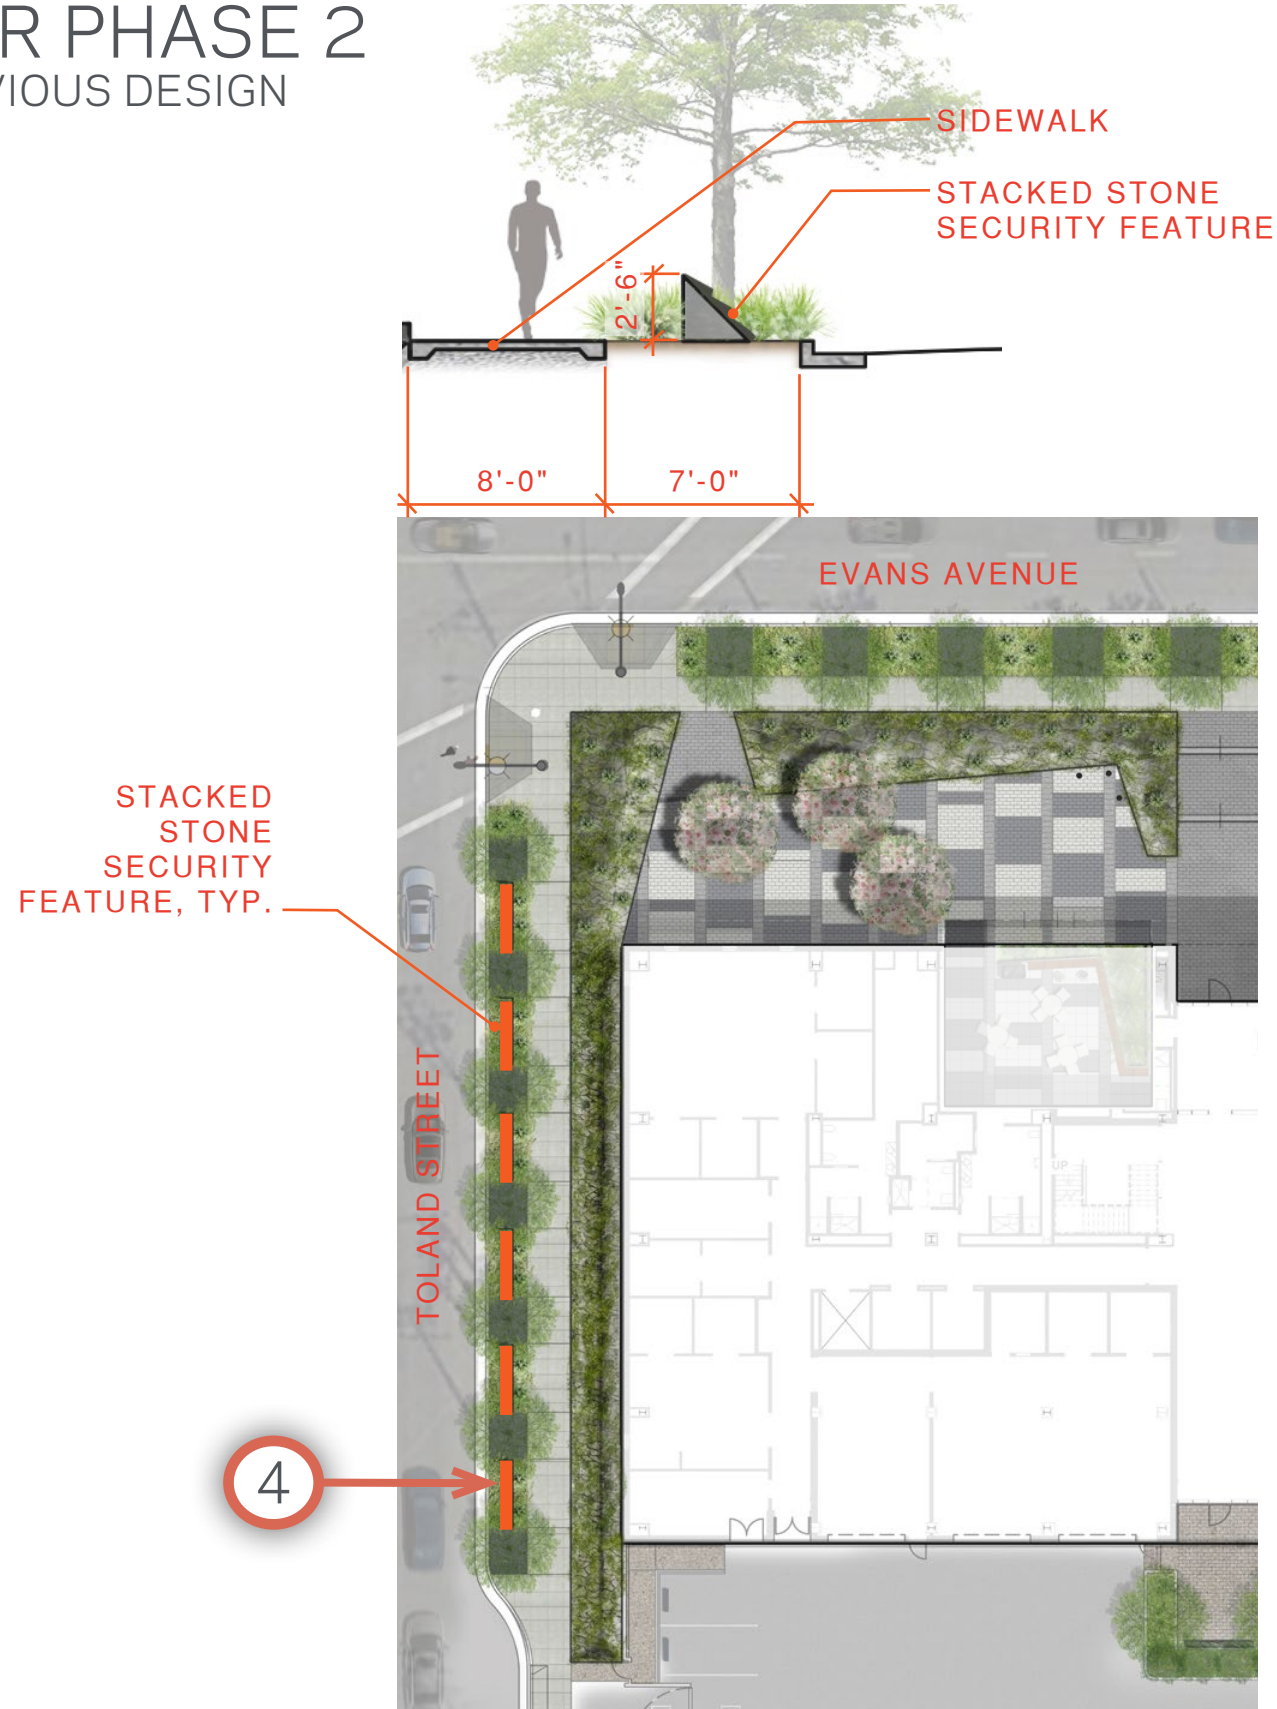 R PHASE 2
VIOUS DESIGN
SIDEWALK
STACKED STONE
SECURITY FEATURE
2'-6"
8'-0"
7'-0"
EVANS AVENUE
STACKED
STONE
SECURITY
FEATURE, TYP.
TOLAND STREET
UP
4